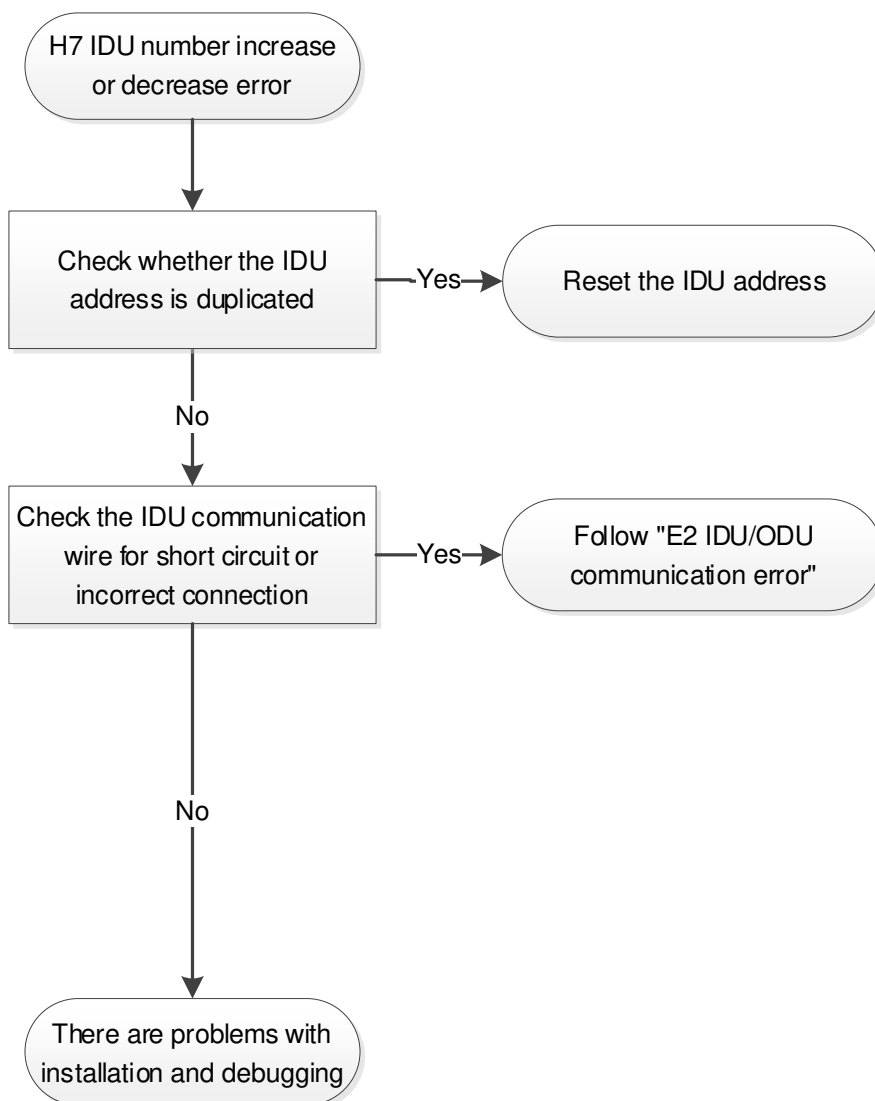 H7 IDU number increase
or decrease error
Check whether the IDU
address is duplicated
Yes
Reset the IDU address
No
Check the IDU communication
wire for short circuit or
incorrect connection
Yes
Follow "E2 IDU/ODU
communication error"
No
There are problems with
installation and debugging